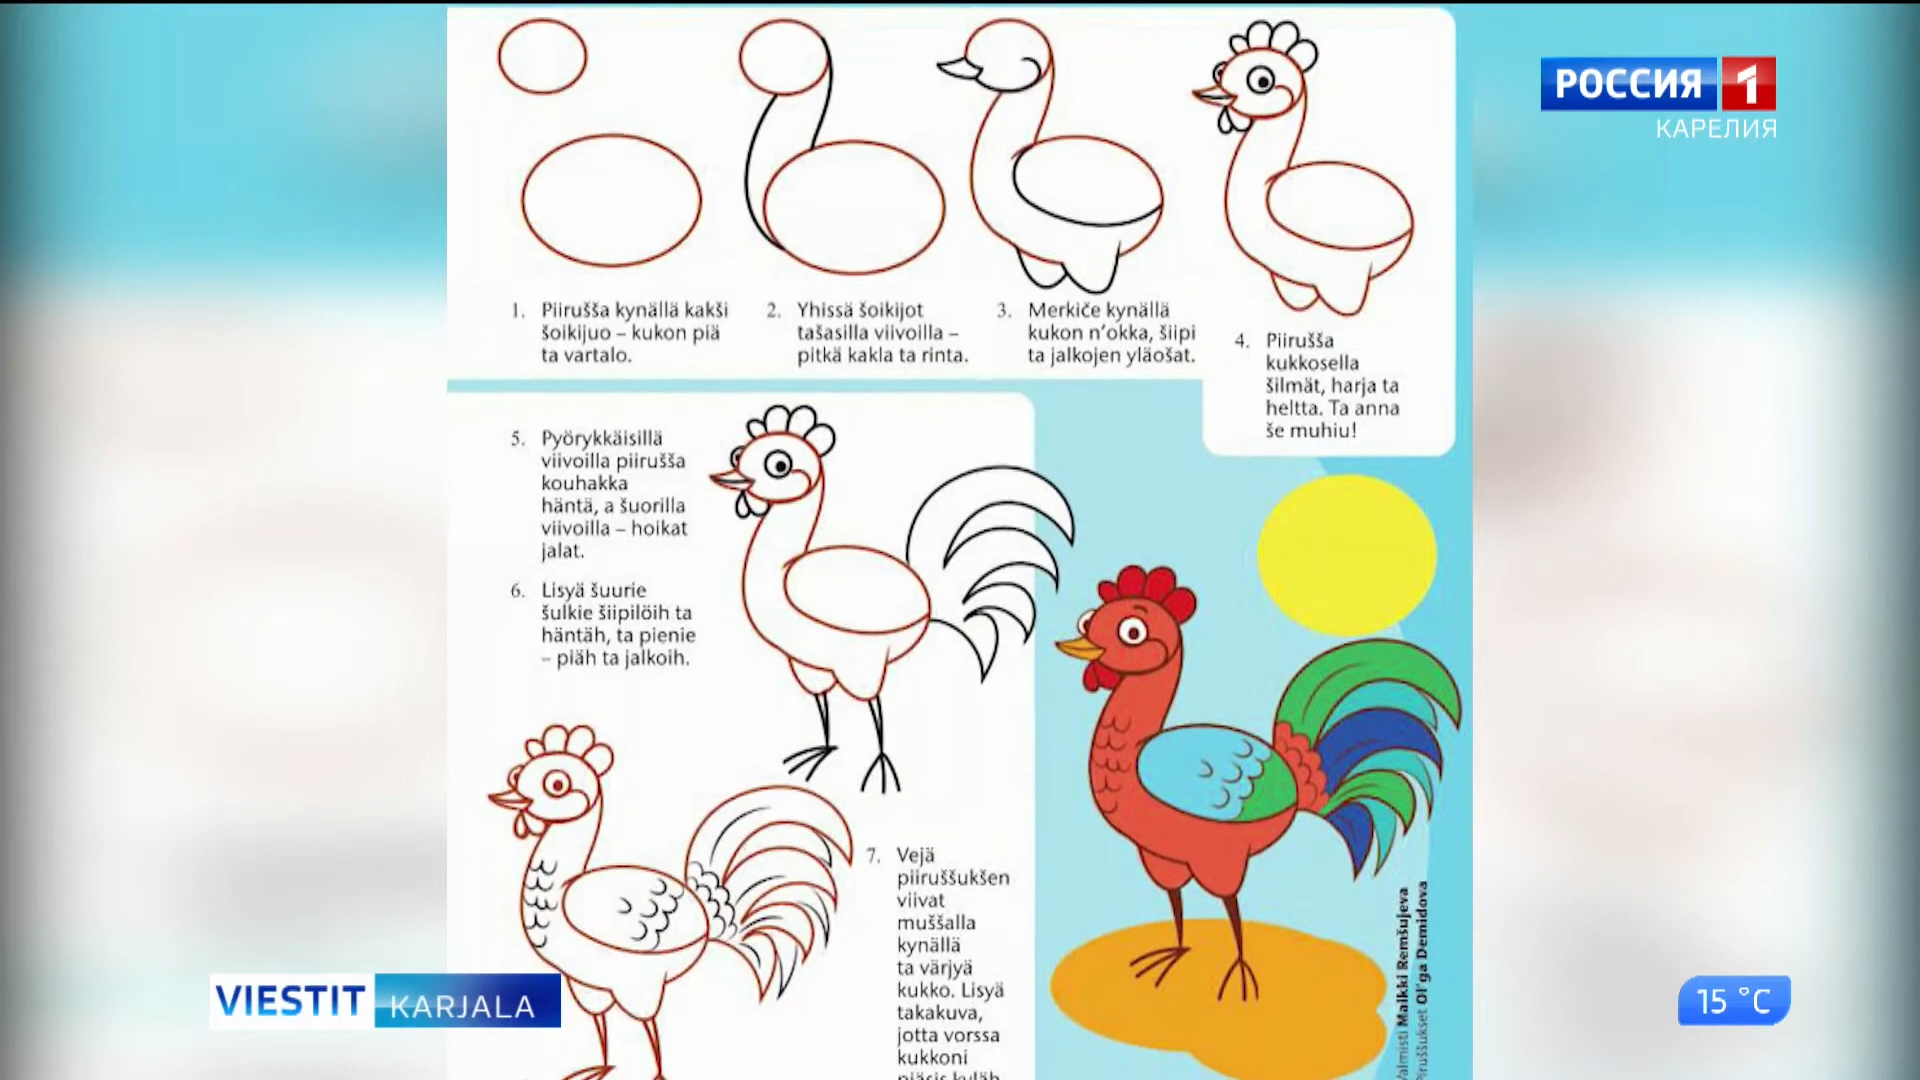 РОССИЯ 1
КАРЕЛИЯ
1. Piirušša kynällä kakši
šoikijuo – kukon piä
ta vartalo.
2. Yhissä šoikijot
tašasilla viivoilla –
pitkä kakla ta rinta.
3. Merkiče kynällä
kukon n’okka, šiipi
ta jalkojen yläošat.
4. Piirušša
kukkosella
šilmät, harja ta
heltta. Ta anna
še muhiu!
5. Pyörykkäisillä
viivoilla piirušša
kouhakka
häntä, a šuorilla
viivoilla – hoikat
jalat.
6. Lisyä šuurie
šulkie šiipilöih ta
häntäh, ta pienie
– piäh ta jalkoih.
7. Vejä
piiruššukšen
viivat
muššalla
kynällä
ta värjyä
kukko. Lisyä
takakuva,
jotta vorssa
kukkoni
piäsis kyläh
Valmisti Maikki Remšujeva
Piiruššukset Ol’ga Demidova
VIESTIT KARJALA
15 °C